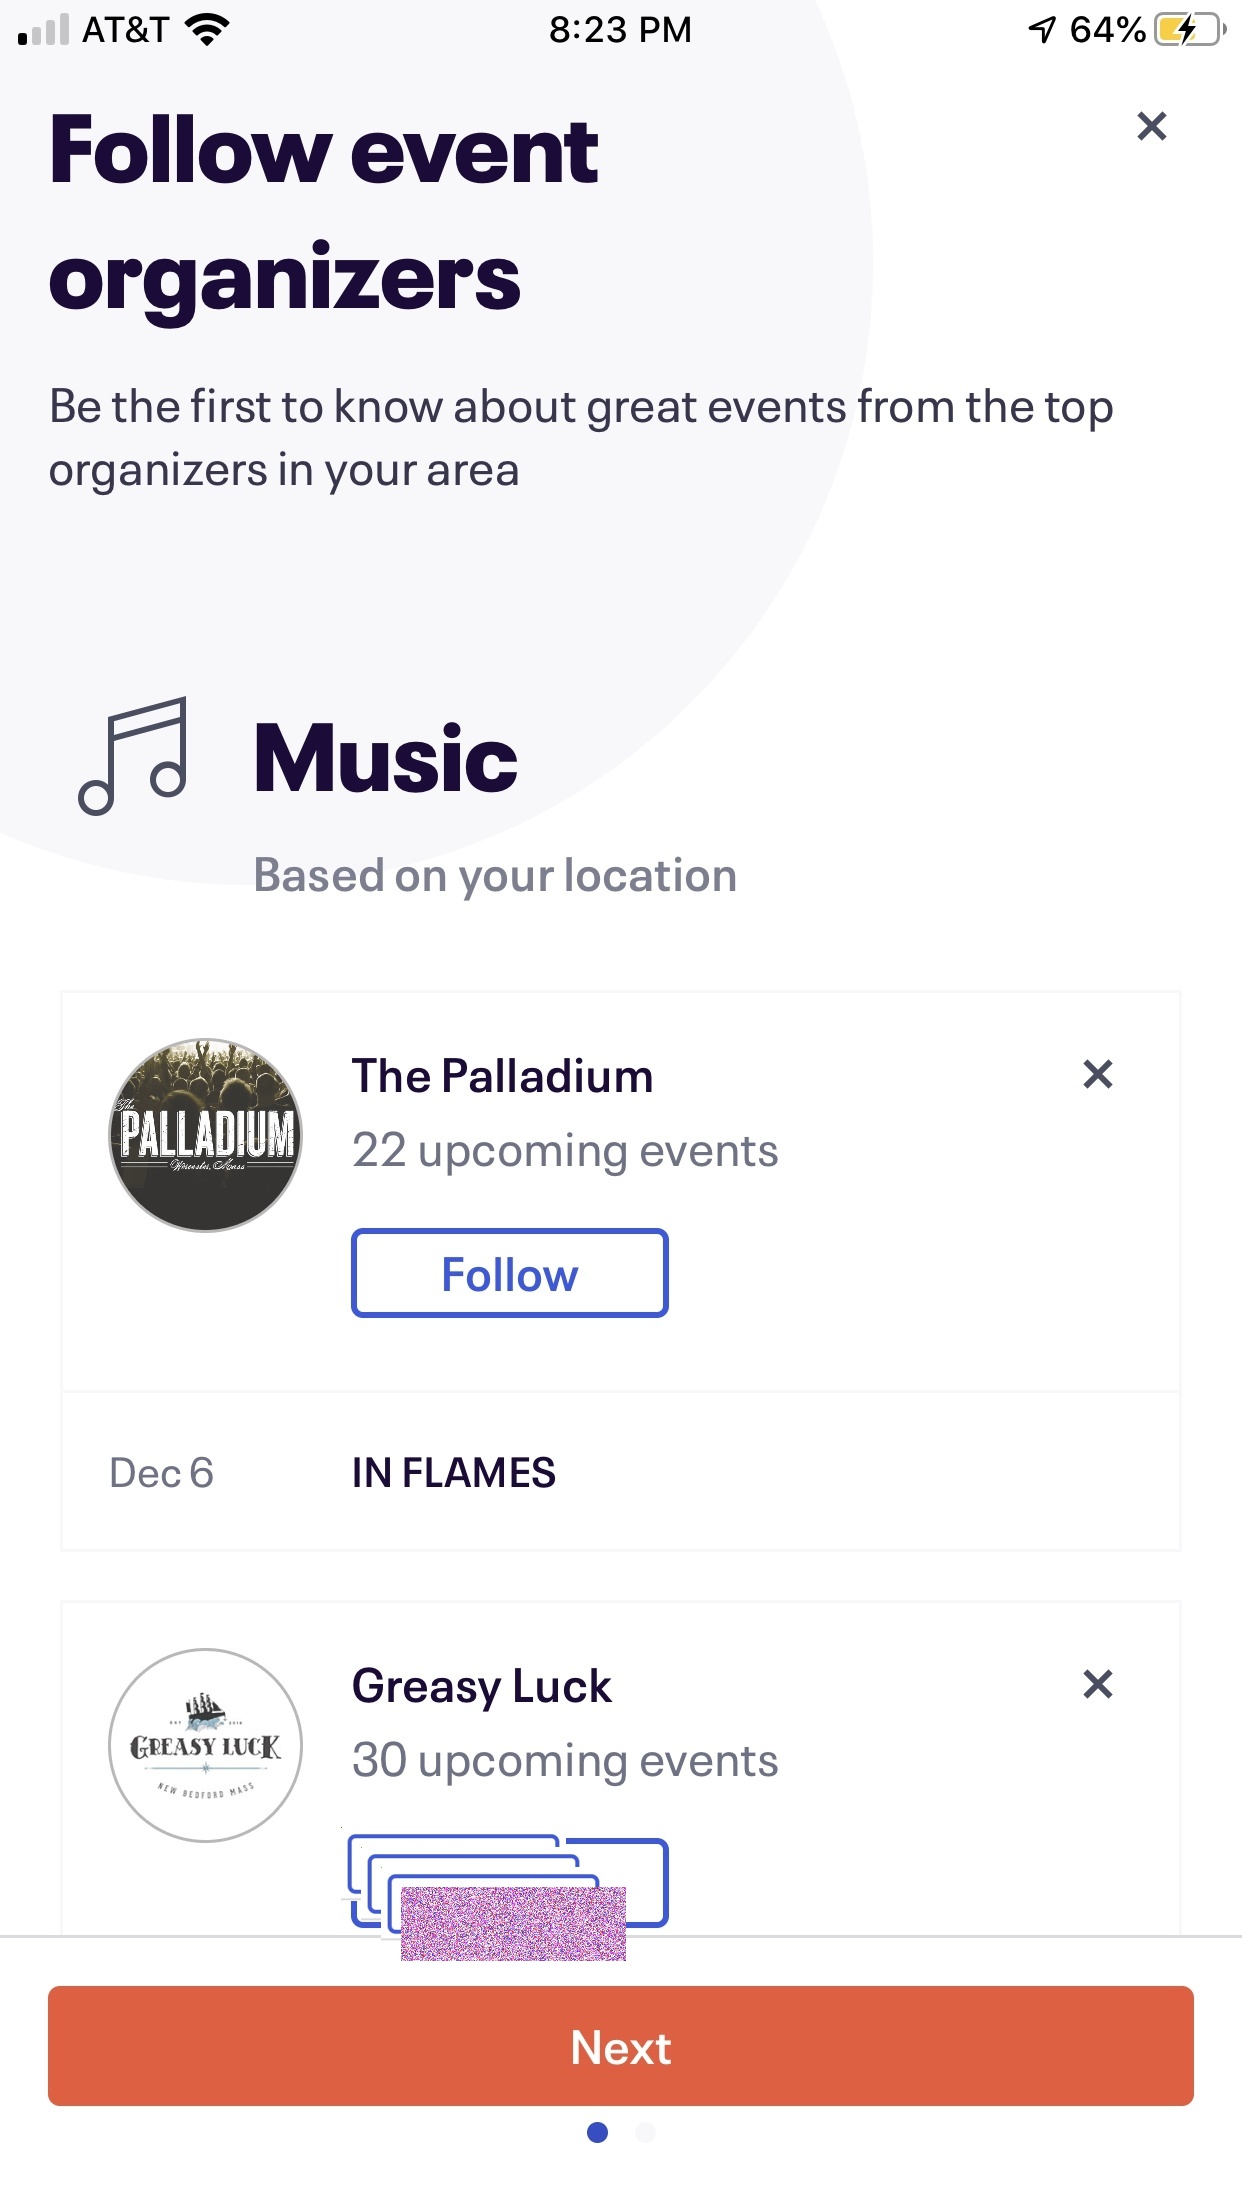 AT&T 8:23 PM 64%
Follow event
organizers
Be the first to know about great events from the top
organizers in your area
Music
Based on your location
The
PALLADIUM
Worcester, Mass
The Palladium
22 upcoming events
Follow
Dec 6
IN FLAMES
GREASY LUCK
NEW BEDFORD MASS
Greasy Luck
30 upcoming events
Next